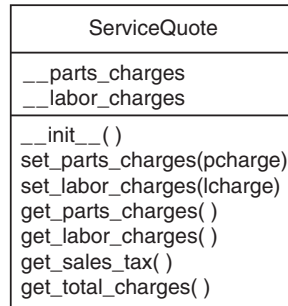 ServiceQuote
__parts_charges
__labor_charges
__init__( )
set_parts_charges(pcharge)
set_labor_charges(lcharge)
get_parts_charges( )
get_labor_charges( )
get_sales_tax( )
get_total_charges( )